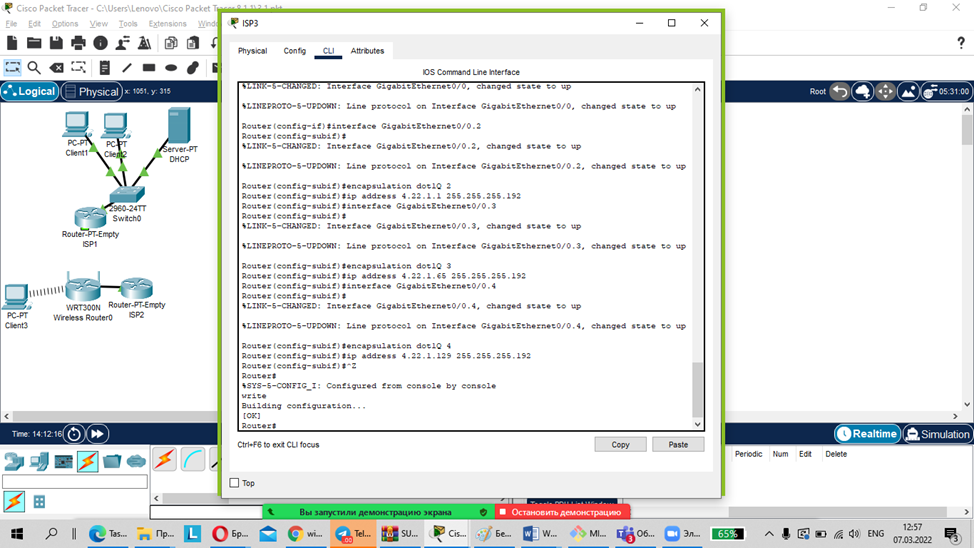 Cisco Packet Tracer - C:\Users\Lenovo\
File Edit Options View Tools Extensions
Logical Physical x: 1051, y: 315
Root 05:31:00
PC-PT
Client1
PC-PT
Client2
Server-PT
DHCP
2960-24TT
Switch0
Router-PT-Empty
ISP1
PC-PT
Client3
WRT300N
Wireless Router0
Router-PT-Empty
ISP2
ISP3
Physical Config CLI Attributes
IOS Command Line Interface
%LINK-5-CHANGED: Interface GigabitEthernet0/0, changed state to up
%LINEPROTO-5-UPDOWN: Line protocol on Interface GigabitEthernet0/0, changed state to up
Router(config-if)#interface GigabitEthernet0/0.2
Router(config-subif)#
%LINK-5-CHANGED: Interface GigabitEthernet0/0.2, changed state to up
%LINEPROTO-5-UPDOWN: Line protocol on Interface GigabitEthernet0/0.2, changed state to up
Router(config-subif)#encapsulation dot1Q 2
Router(config-subif)#ip address 4.22.1.1 255.255.255.192
Router(config-subif)#interface GigabitEthernet0/0.3
Router(config-subif)#
%LINK-5-CHANGED: Interface GigabitEthernet0/0.3, changed state to up
%LINEPROTO-5-UPDOWN: Line protocol on Interface GigabitEthernet0/0.3, changed state to up
Router(config-subif)#encapsulation dot1Q 3
Router(config-subif)#ip address 4.22.1.65 255.255.255.192
Router(config-subif)#interface GigabitEthernet0/0.4
Router(config-subif)#
%LINK-5-CHANGED: Interface GigabitEthernet0/0.4, changed state to up
%LINEPROTO-5-UPDOWN: Line protocol on Interface GigabitEthernet0/0.4, changed state to up
Router(config-subif)#encapsulation dot1Q 4
Router(config-subif)#ip address 4.22.1.129 255.255.255.192
Router(config-subif)#^Z
Router#
%SYS-5-CONFIG_I: Configured from console by console
write
Building configuration...
[OK]
Router#
Ctrl+F6 to exit CLI focus
Copy Paste
Top
Time: 14:12:16
Realtime Simulation
Periodic Num Edit Delete
Вы запустили демонстрацию экрана Остановить демонстрацию
Tas... Пр... L Бр... wi... Tel... SU... Cis... Бе... W... MI... Об... Эл... 65% ENG 12:57
07.03.2022 3